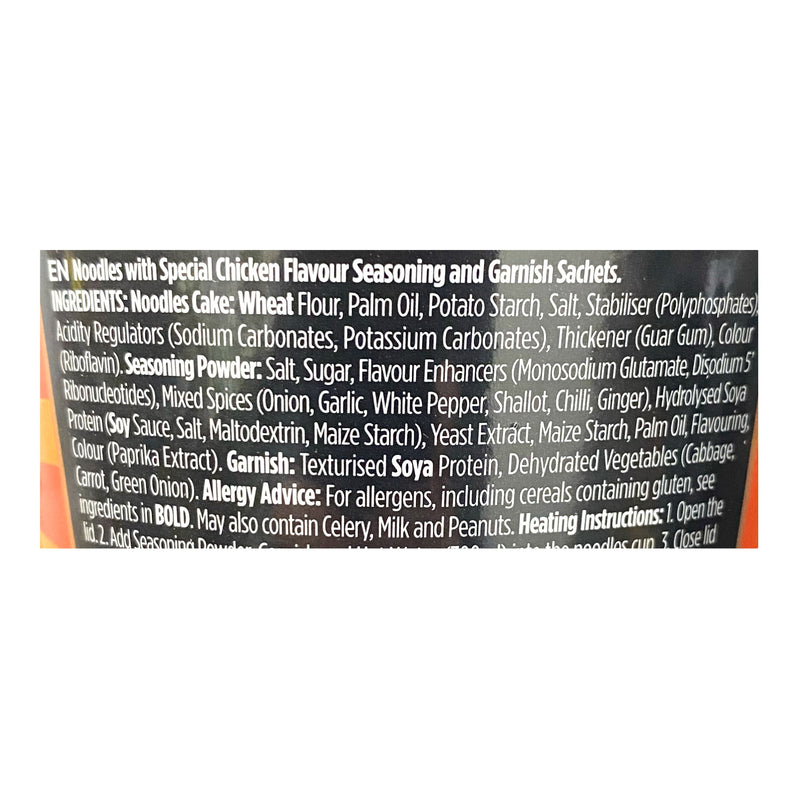 EN Noodles with Special Chicken Flavour Seasoning and Garnish Sachets.
INGREDIENTS: Noodles Cake: Wheat Flour, Palm Oil, Potato Starch, Salt, Stabiliser (Polyphosphates),
Acidity Regulators (Sodium Carbonates, Potassium Carbonates), Thickener (Guar Gum), Colour
(Riboflavin). Seasoning Powder: Salt, Sugar, Flavour Enhancers (Monosodium Glutamate, Disodium 5'
Ribonucleotides), Mixed Spices (Onion, Garlic, White Pepper, Shallot, Chilli, Ginger), Hydrolysed Soya
Protein (Soy Sauce, Salt, Maltodextrin, Maize Starch), Yeast Extract, Maize Starch, Palm Oil, Flavouring,
Colour (Paprika Extract). Garnish: Texturised Soya Protein, Dehydrated Vegetables (Cabbage,
Carrot, Green Onion). Allergy Advice: For allergens, including cereals containing gluten, see
ingredients in BOLD. May also contain Celery, Milk and Peanuts. Heating Instructions: 1. Open the
lid. 2. Add Seasoning Powder, into the noodles cup. 3. Close lid